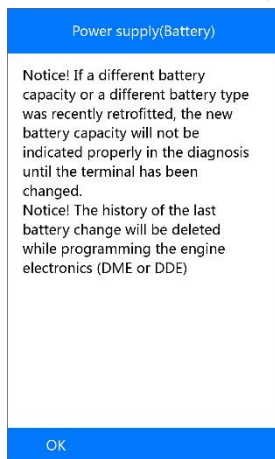 Power supply(Battery)
Notice! If a different battery
capacity or a different battery type
was recently retrofitted, the new
battery capacity will not be
indicated properly in the diagnosis
until the terminal has been
changed.
Notice! The history of the last
battery change will be deleted
while programming the engine
electronics (DME or DDE)
OK